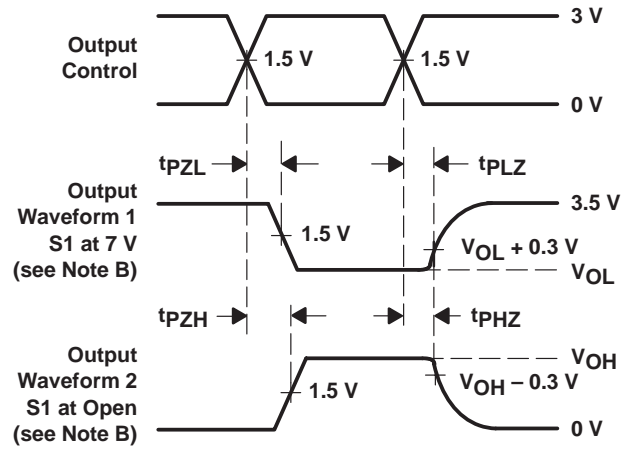 3 V
Output
Control
1.5 V
1.5 V
0 V
tPZL
tPLZ
Output
Waveform 1
S1 at 7 V
(see Note B)
3.5 V
1.5 V
VOL + 0.3 V
VOL
tPZH
tPHZ
Output
Waveform 2
S1 at Open
(see Note B)
VOH
1.5 V
VOH – 0.3 V
0 V